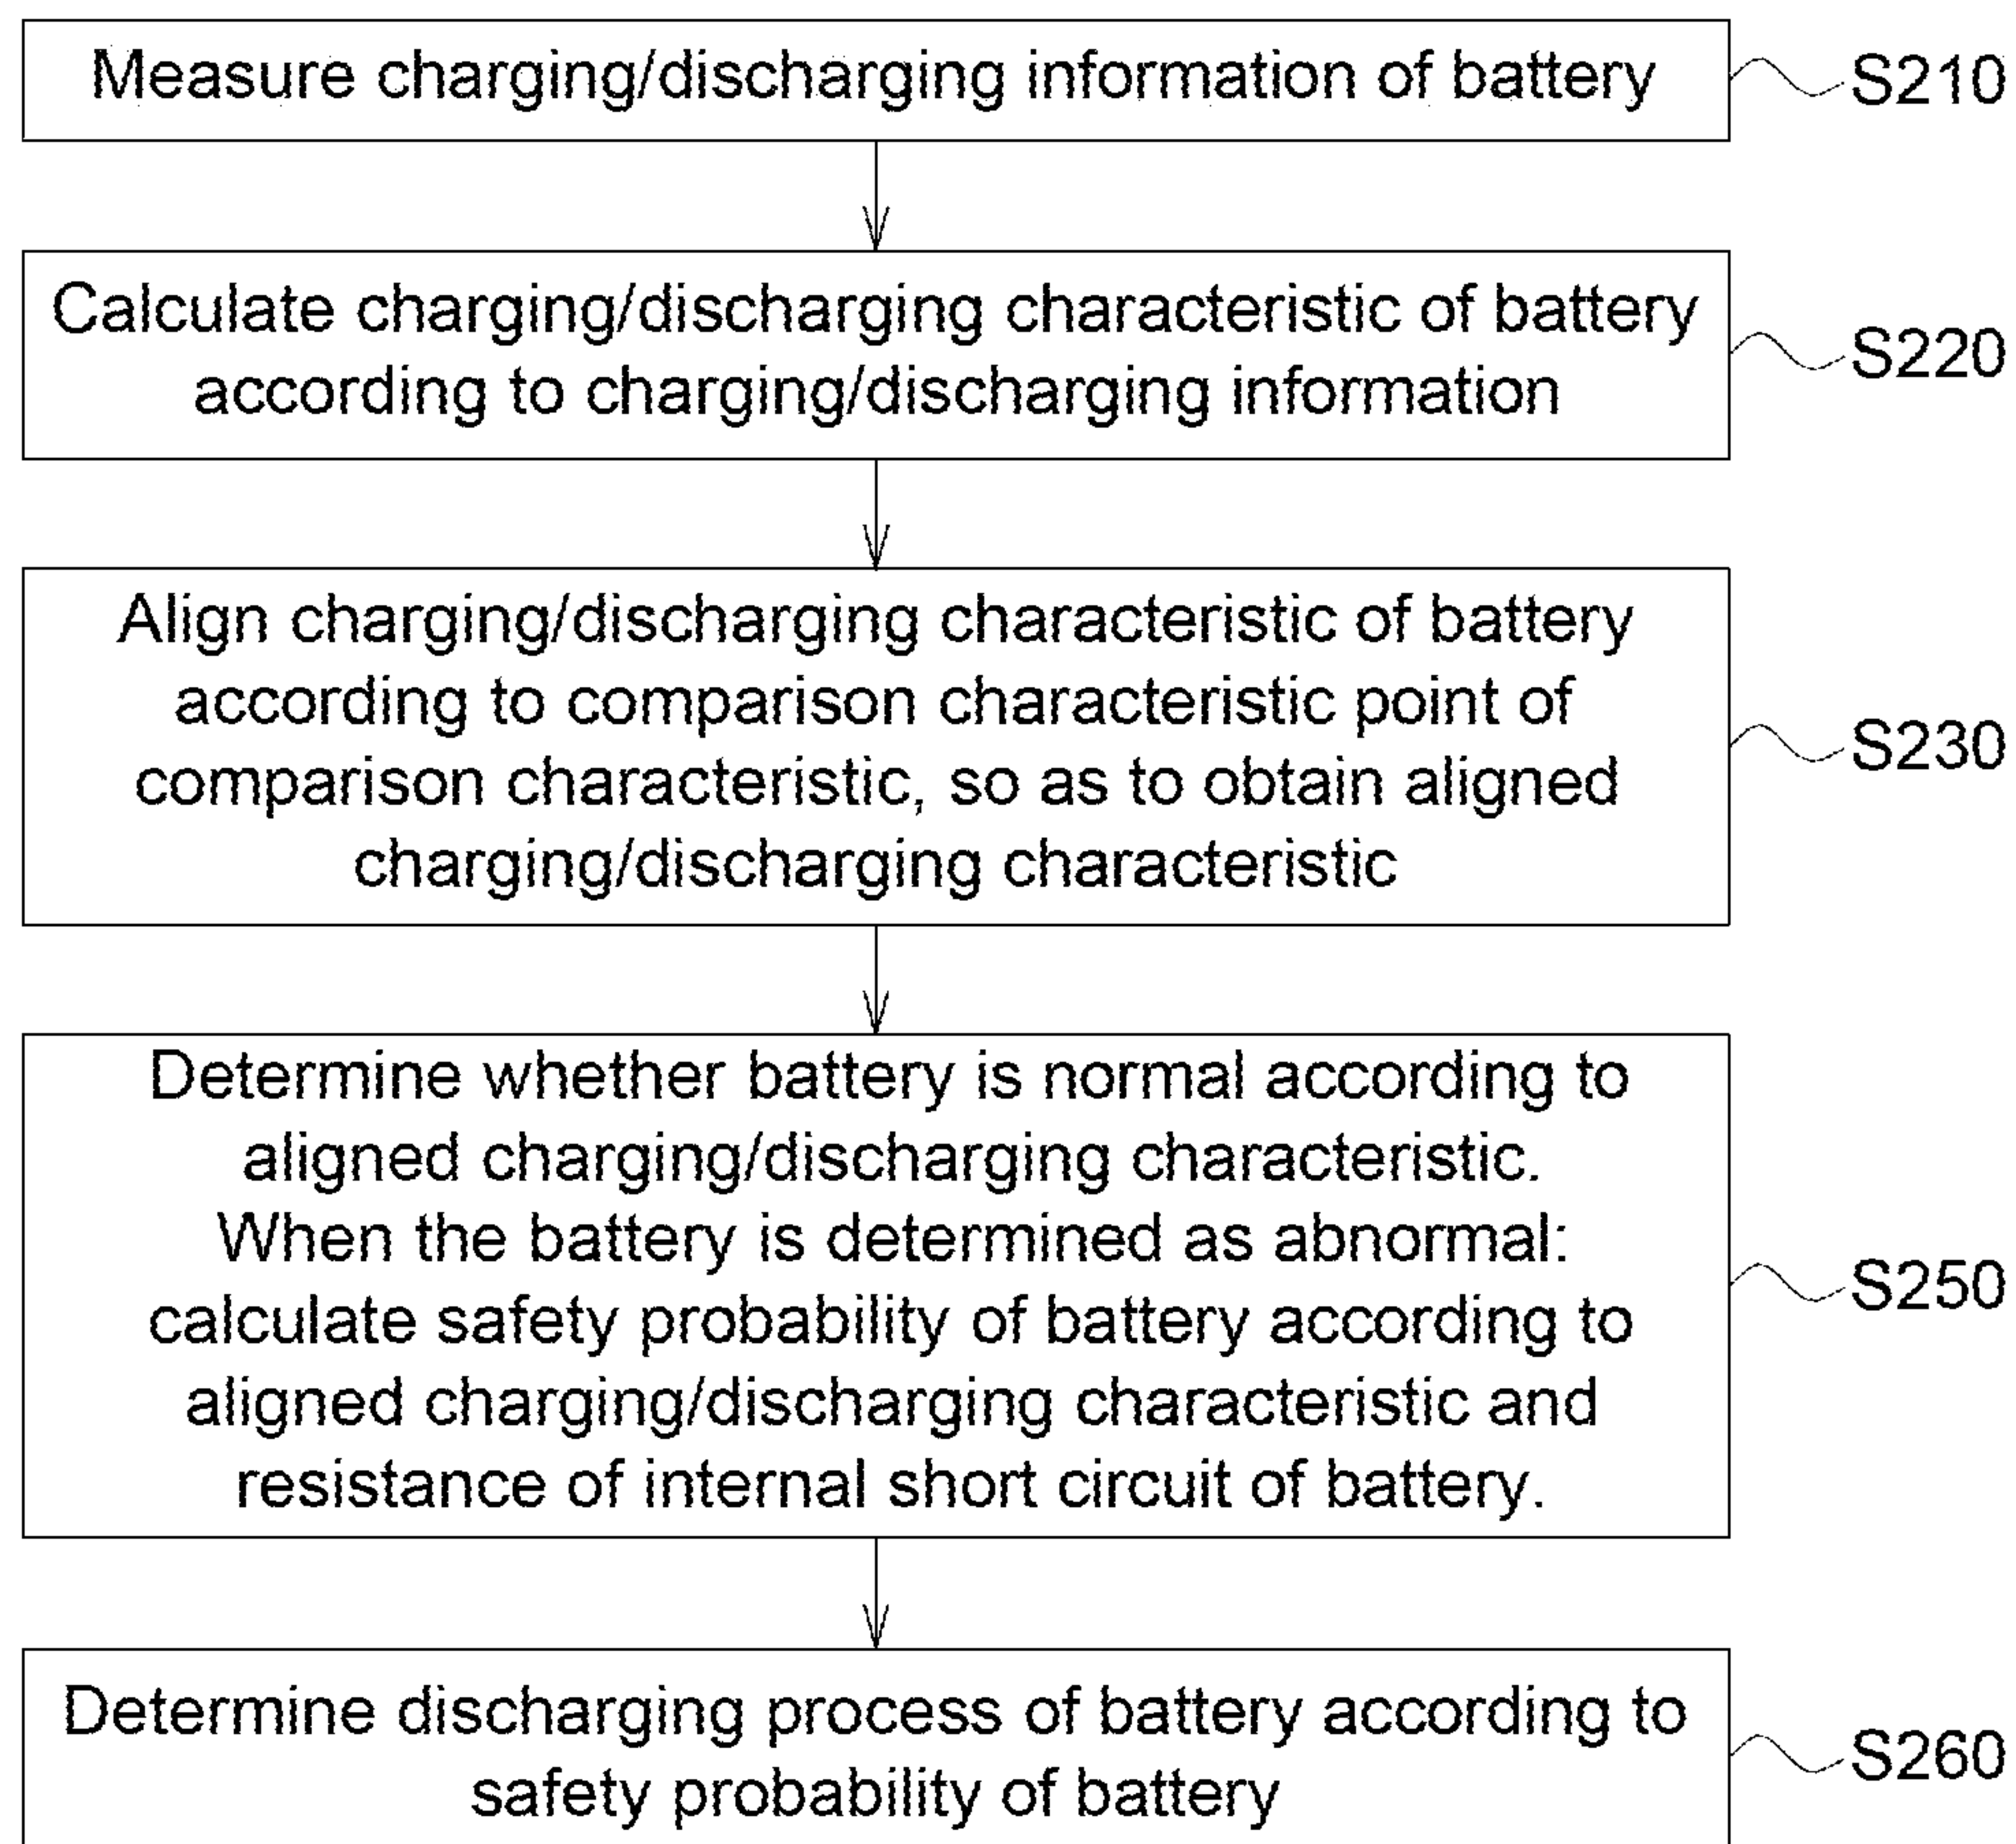 Measure charging/discharging information of battery
S210
Calculate charging/discharging characteristic of battery
according to charging/discharging information
S220
Align charging/discharging characteristic of battery
according to comparison characteristic point of
comparison characteristic, so as to obtain aligned
charging/discharging characteristic
S230
Determine whether battery is normal according to
aligned charging/discharging characteristic.
When the battery is determined as abnormal:
calculate safety probability of battery according to
aligned charging/discharging characteristic and
resistance of internal short circuit of battery.
S250
Determine discharging process of battery according to
safety probability of battery
S260